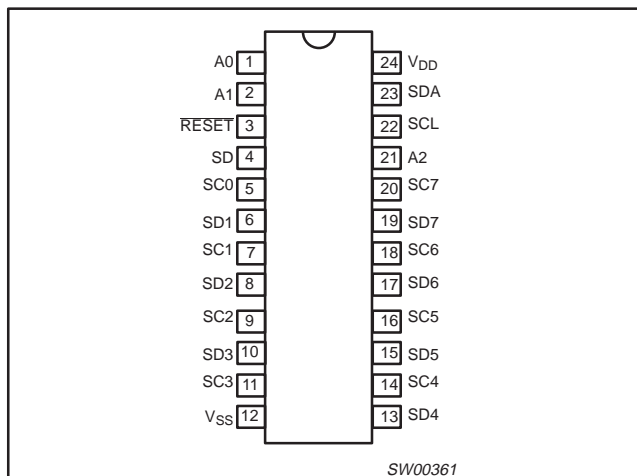 A0 1 24 VDD
A1 2 23 SDA
RESET 3 22 SCL
SD 4 21 A2
SC0 5 20 SC7
SD1 6 19 SD7
SC1 7 18 SC6
SD2 8 17 SD6
SC2 9 16 SC5
SD3 10 15 SD5
SC3 11 14 SC4
VSS 12 13 SD4
SW00361